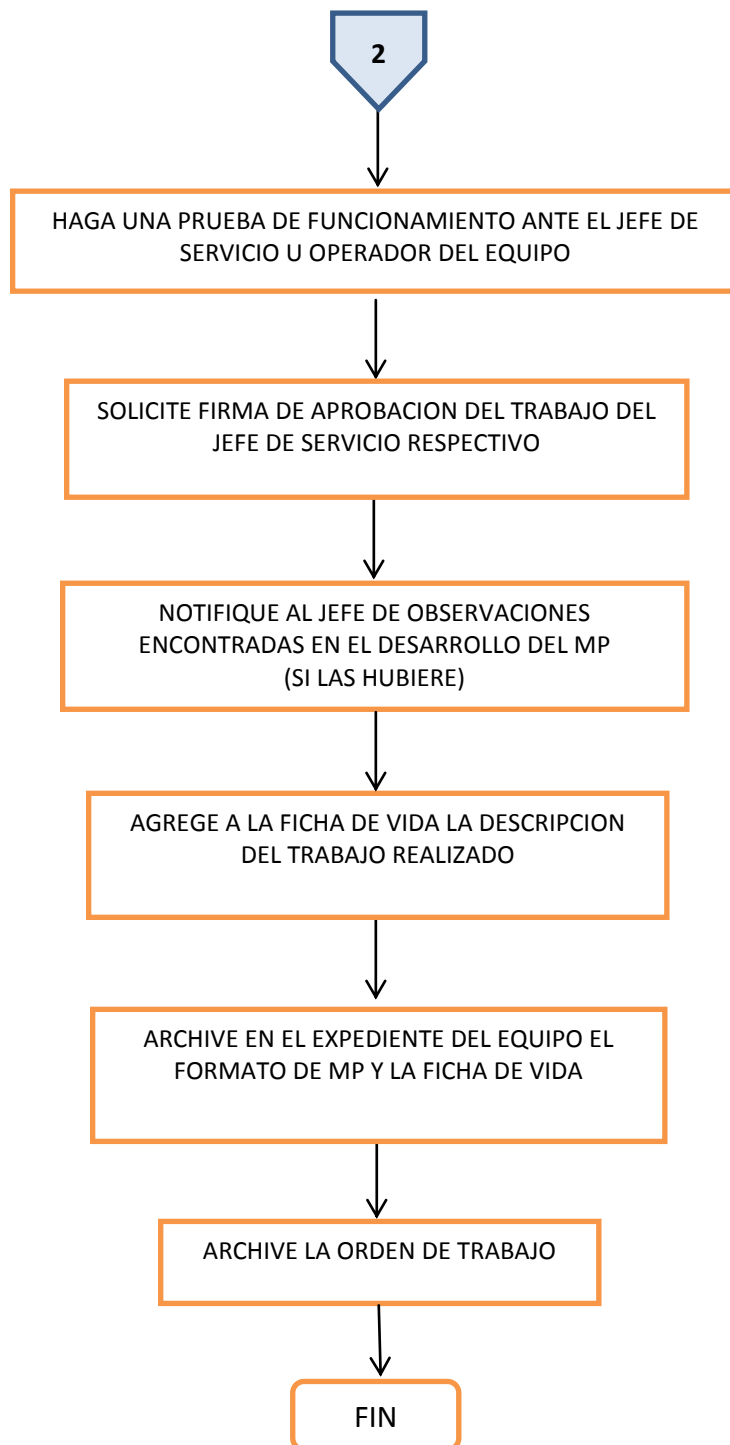 2
HAGA UNA PRUEBA DE FUNCIONAMIENTO ANTE EL JEFE DE
SERVICIO U OPERADOR DEL EQUIPO
SOLICITE FIRMA DE APROBACION DEL TRABAJO DEL
JEFE DE SERVICIO RESPECTIVO
NOTIFIQUE AL JEFE DE OBSERVACIONES
ENCONTRADAS EN EL DESARROLLO DEL MP
(SI LAS HUBIERE)
AGREGE A LA FICHA DE VIDA LA DESCRIPCION
DEL TRABAJO REALIZADO
ARCHIVE EN EL EXPEDIENTE DEL EQUIPO EL
FORMATO DE MP Y LA FICHA DE VIDA
ARCHIVE LA ORDEN DE TRABAJO
FIN